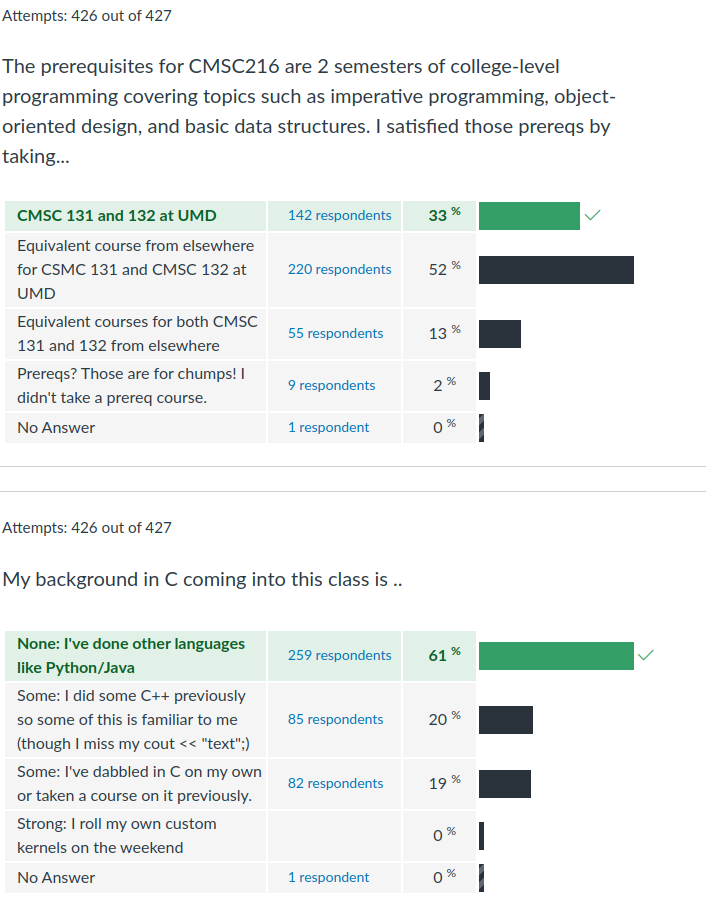 Attempts: 426 out of 427
The prerequisites for CMSC216 are 2 semesters of college-level
programming covering topics such as imperative programming, object-
oriented design, and basic data structures. I satisfied those prereqs by
taking...
CMSC 131 and 132 at UMD
142 respondents
33 %
Equivalent course from elsewhere
for CSMC 131 and CMSC 132 at
UMD
220 respondents
52 %
Equivalent courses for both CMSC
131 and 132 from elsewhere
55 respondents
13 %
Prereqs? Those are for chumps! I
didn't take a prereq course.
9 respondents
2 %
No Answer
1 respondent
0 %
Attempts: 426 out of 427
My background in C coming into this class is ..
None: I've done other languages
like Python/Java
259 respondents
61 %
Some: I did some C++ previously
so some of this is familiar to me
(though I miss my cout << "text";)
85 respondents
20 %
Some: I've dabbled in C on my own
or taken a course on it previously.
82 respondents
19 %
Strong: I roll my own custom
kernels on the weekend
0 %
No Answer
1 respondent
0 %